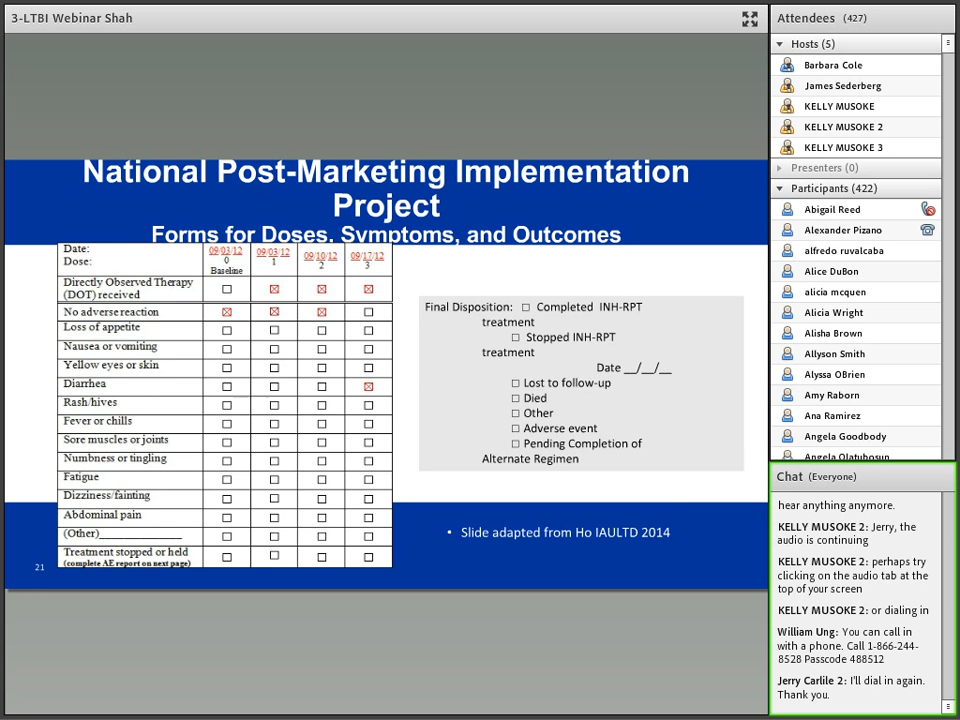 3-LTBI Webinar Shah
National Post-Marketing Implementation
Project
Forms for Doses, Symptoms, and Outcomes
Date: 09/03/12 09/03/12 09/10/12 09/17/12
Dose: 0 1 2 3
Baseline
Directly Observed Therapy
(DOT) received
No adverse reaction
Loss of appetite
Nausea or vomiting
Yellow eyes or skin
Diarrhea
Rash/hives
Fever or chills
Sore muscles or joints
Numbness or tingling
Fatigue
Dizziness/fainting
Abdominal pain
(Other)_______________
Treatment stopped or held
(complete AE report on next page)
Final Disposition: □ Completed INH-RPT
treatment
□ Stopped INH-RPT
treatment
Date __/__/__
□ Lost to follow-up
□ Died
□ Other
□ Adverse event
□ Pending Completion of
Alternate Regimen
• Slide adapted from Ho IAULTD 2014
21
Attendees (427)
Hosts (5)
Barbara Cole
James Sederberg
KELLY MUSOKE
KELLY MUSOKE 2
KELLY MUSOKE 3
Presenters (0)
Participants (422)
Abigail Reed
Alexander Pizano
alfredo ruvalcaba
Alice DuBon
alicia mcquen
Alicia Wright
Alisha Brown
Allyson Smith
Alyssa OBrien
Amy Raborn
Ana Ramirez
Angela Goodbody
Angela Olatubosun
Chat (Everyone)
hear anything anymore.
KELLY MUSOKE 2: Jerry, the
audio is continuing
KELLY MUSOKE 2: perhaps try
clicking on the audio tab at the
top of your screen
KELLY MUSOKE 2: or dialing in
William Ung: You can call in
with a phone. Call 1-866-244-
8528 Passcode 488512
Jerry Carlile 2: I'll dial in again.
Thank you.